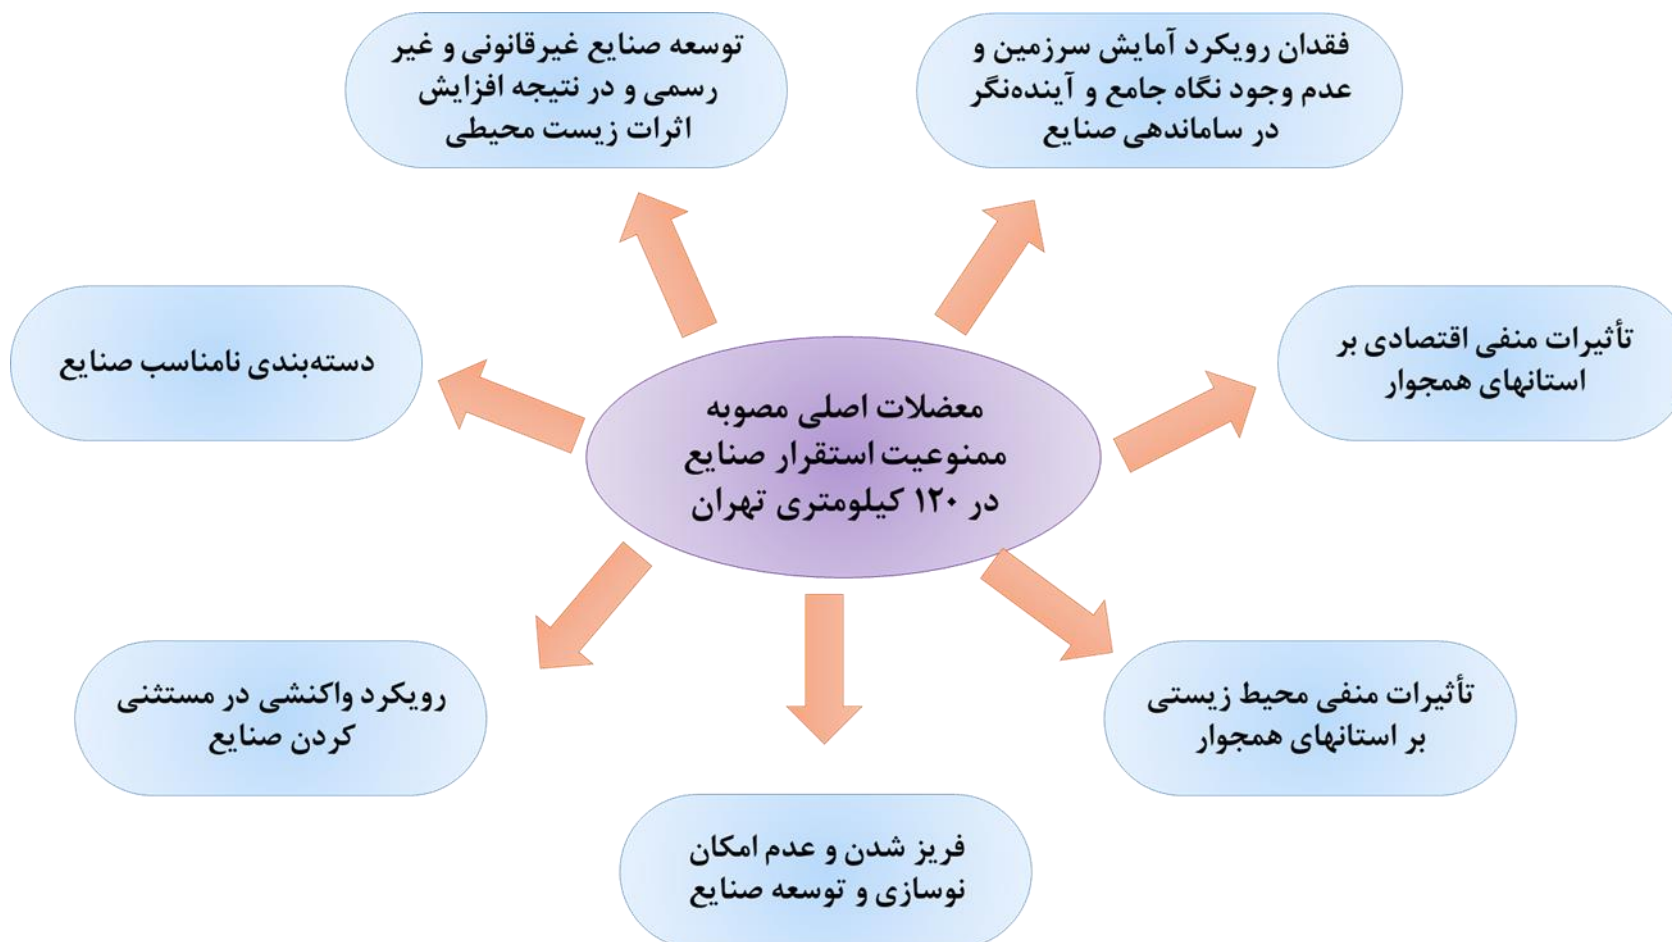 فقدان رویکرد آمایش سرزمین و
عدم وجود نگاه جامع و آینده‌نگر
در ساماندهی صنایع
توسعه صنایع غیرقانونی و غیر
رسمی و در نتیجه افزایش
اثرات زیست محیطی
تأثیرات منفی اقتصادی بر
استانهای همجوار
دسته‌بندی نامناسب صنایع
معضلات اصلی مصوبه
ممنوعیت استقرار صنایع
در ۱۲۰ کیلومتری تهران
تأثیرات منفی محیط زیستی
بر استانهای همجوار
رویکرد واکنشی در مستثنی
کردن صنایع
فریز شدن و عدم امکان
نوسازی و توسعه صنایع